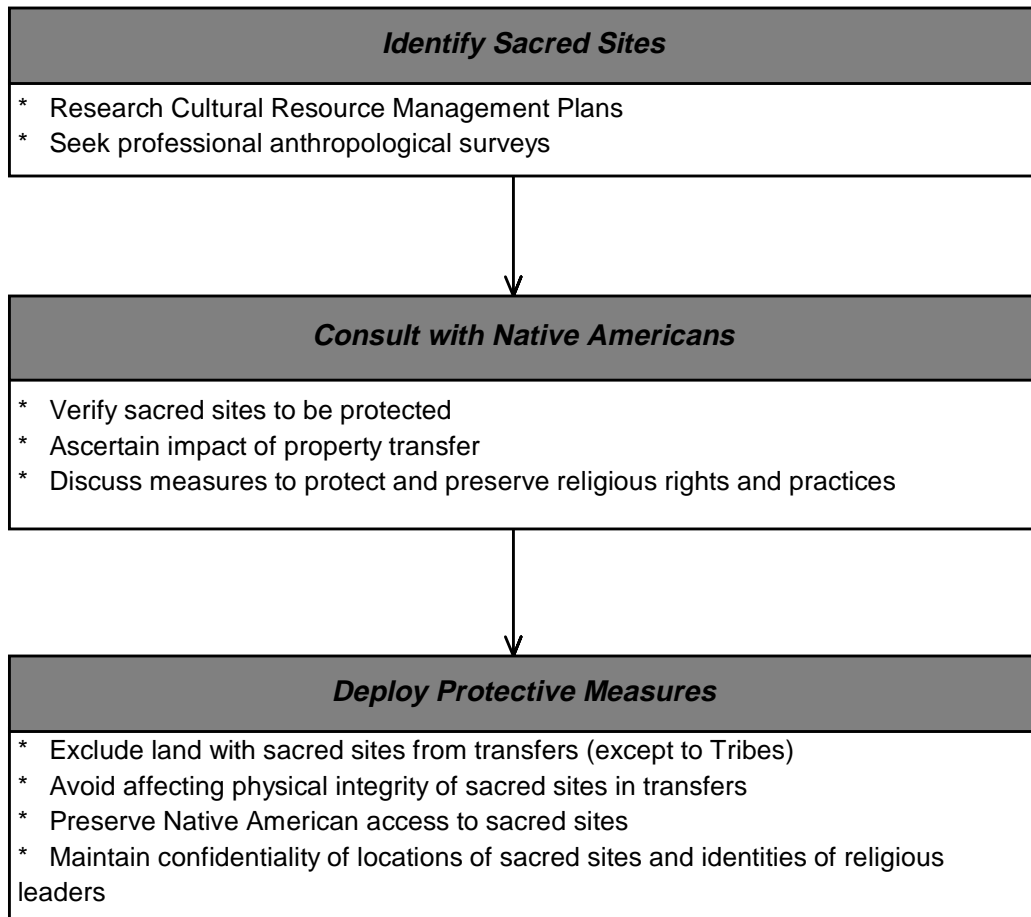 Identify Sacred Sites
* Research Cultural Resource Management Plans
* Seek professional anthropological surveys
Consult with Native Americans
* Verify sacred sites to be protected
* Ascertain impact of property transfer
* Discuss measures to protect and preserve religious rights and practices
Deploy Protective Measures
* Exclude land with sacred sites from transfers (except to Tribes)
* Avoid affecting physical integrity of sacred sites in transfers
* Preserve Native American access to sacred sites
* Maintain confidentiality of locations of sacred sites and identities of religious
leaders